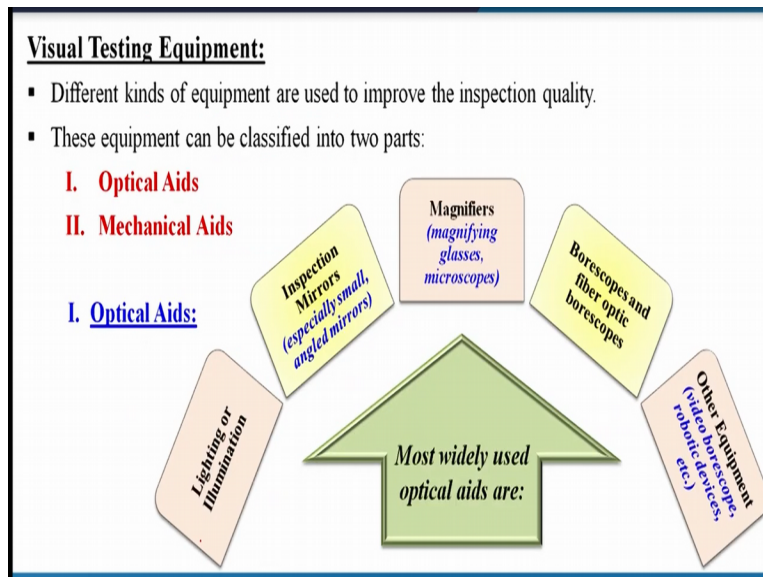 Visual Testing Equipment:
▪ Different kinds of equipment are used to improve the inspection quality.
▪ These equipment can be classified into two parts:
I. Optical Aids
II. Mechanical Aids
I. Optical Aids:
Lighting or
Illumination
Inspection
Mirrors
(especially small,
angled mirrors)
Magnifiers
(magnifying
glasses,
microscopes)
Borescopes and
fiber optic
borescopes
Other Equipment
(video borescope,
robotic devices,
etc.)
Most widely used
optical aids are: